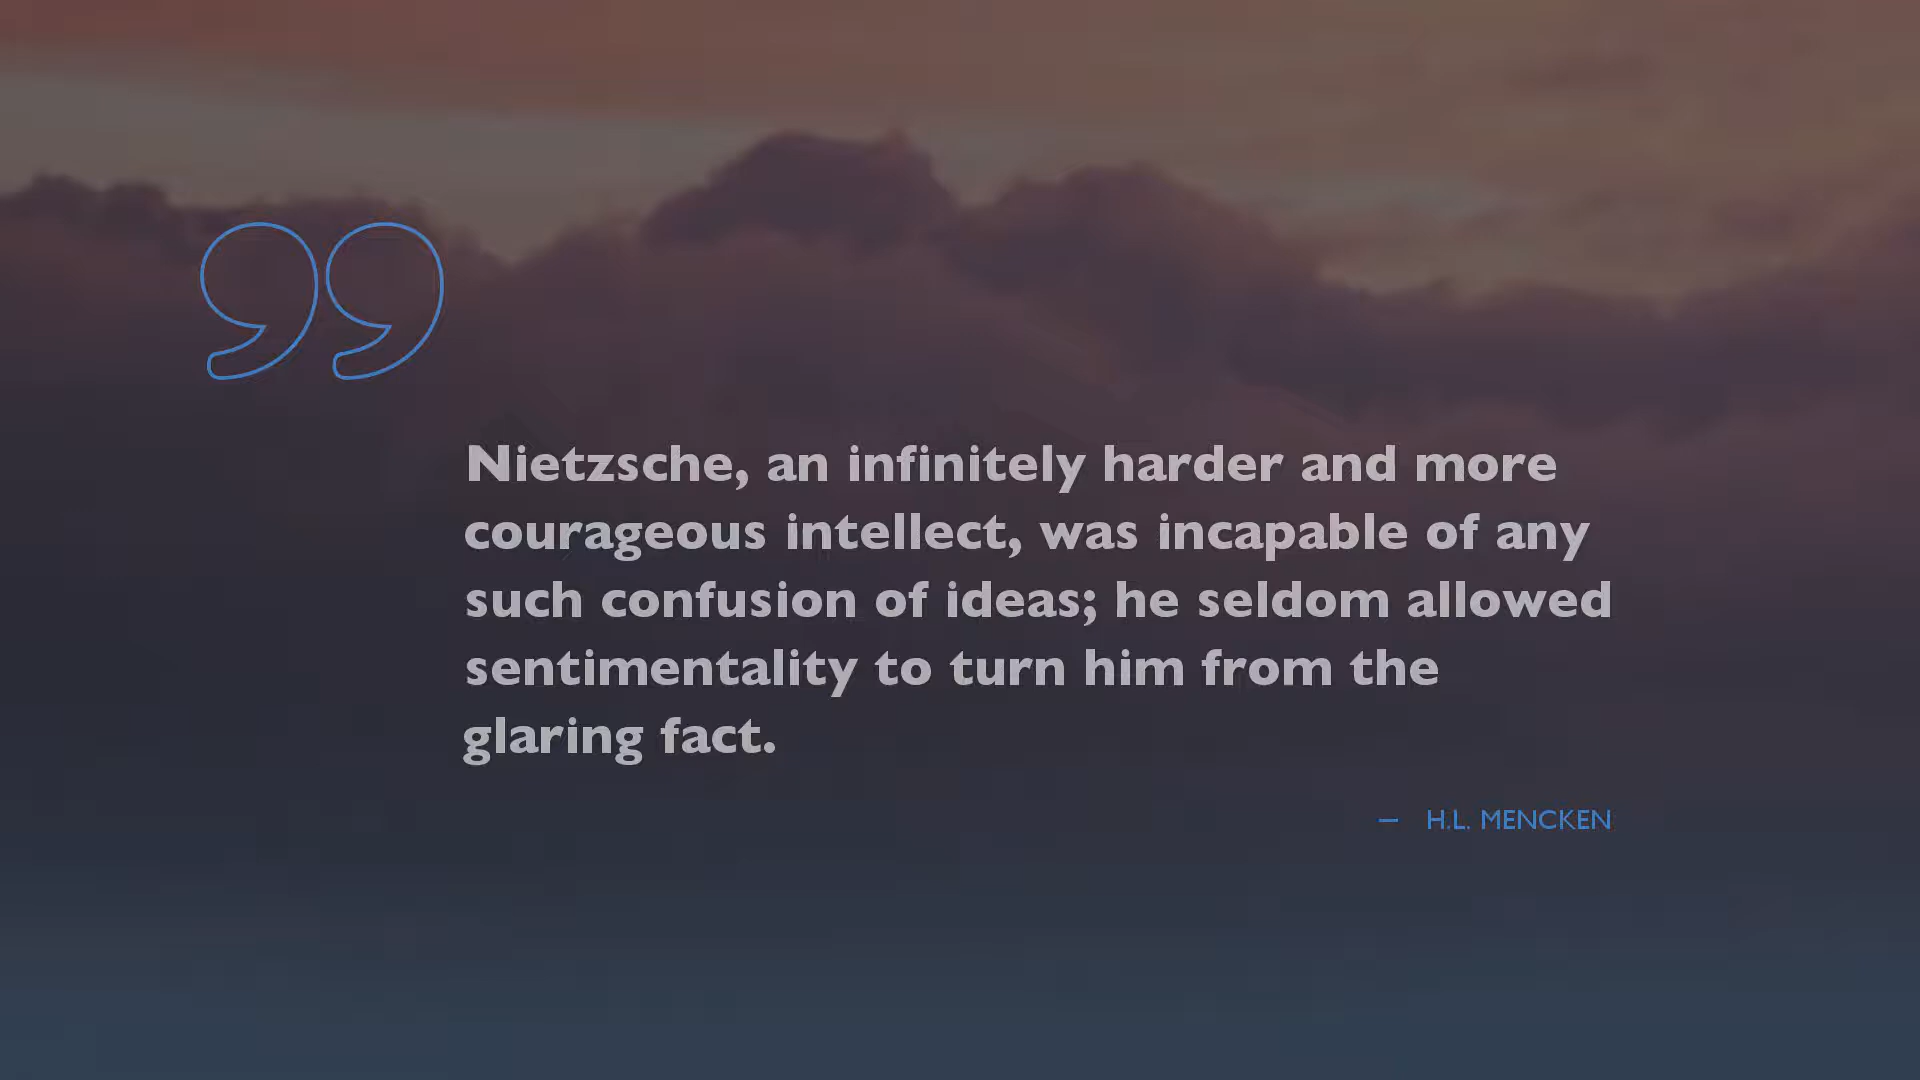 Nietzsche, an infinitely harder and more
courageous intellect, was incapable of any
such confusion of ideas; he seldom allowed
sentimentality to turn him from the
glaring fact.
— H.L. MENCKEN